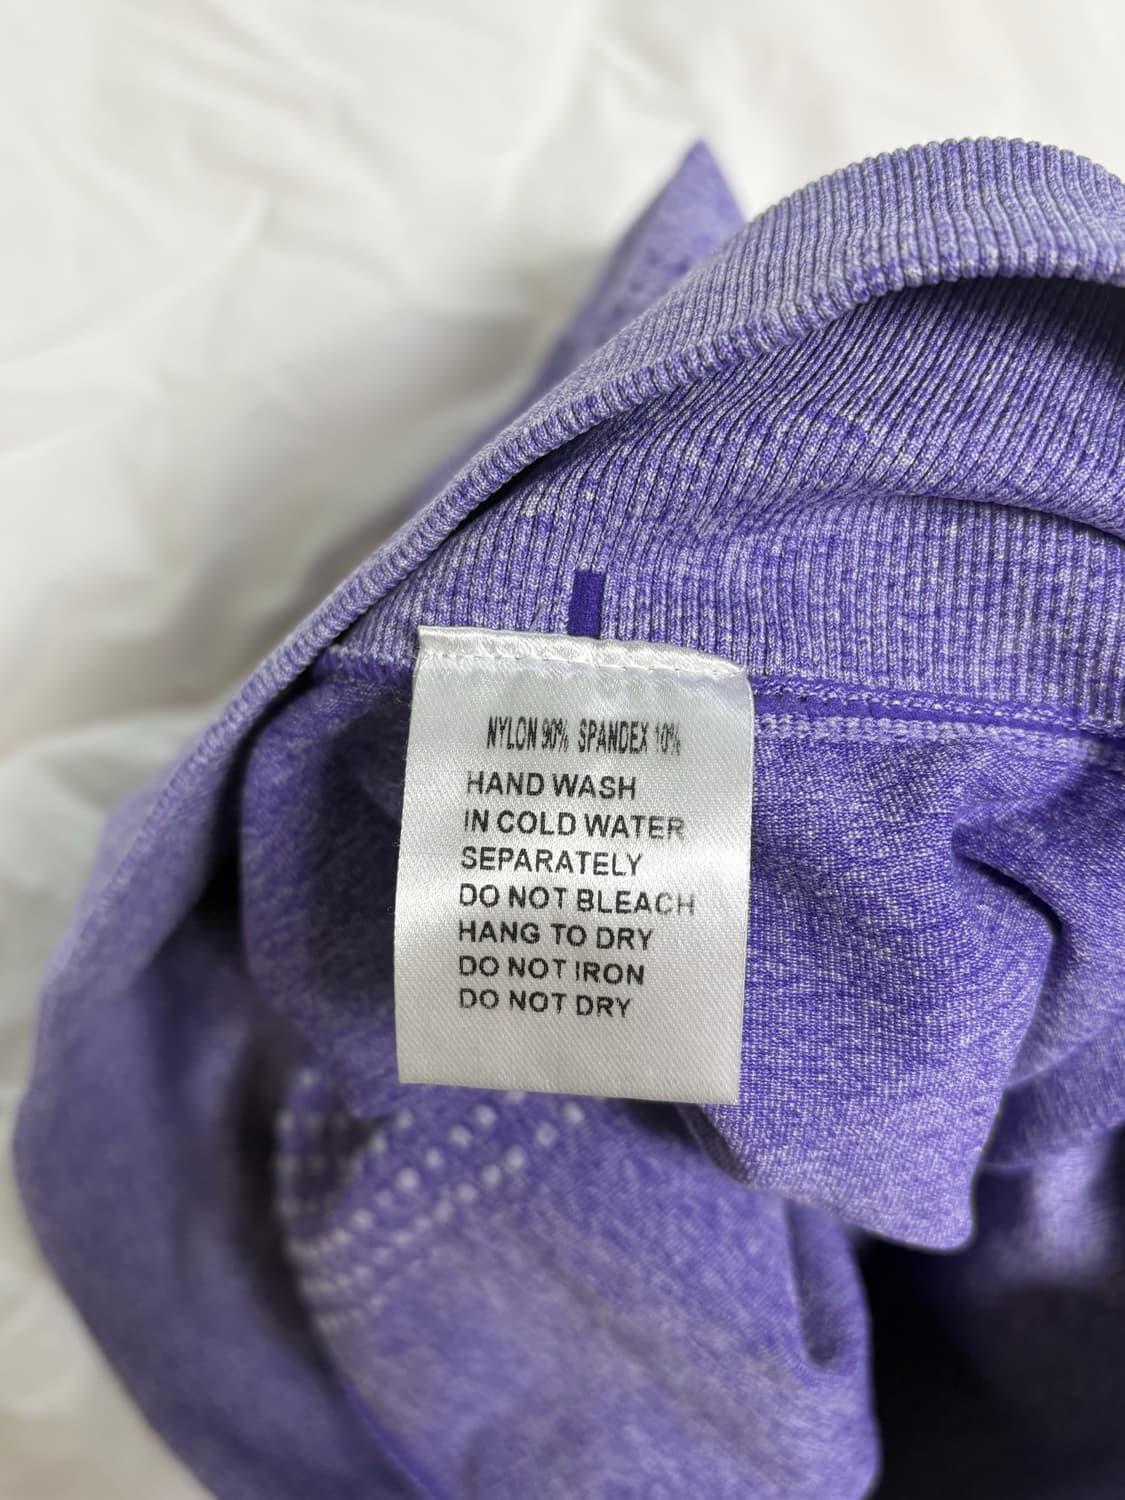 NYLON 90% SPANDEX 10%
HAND WASH
IN COLD WATER
SEPARATELY
DO NOT BLEACH
HANG TO DRY
DO NOT IRON
DO NOT DRY